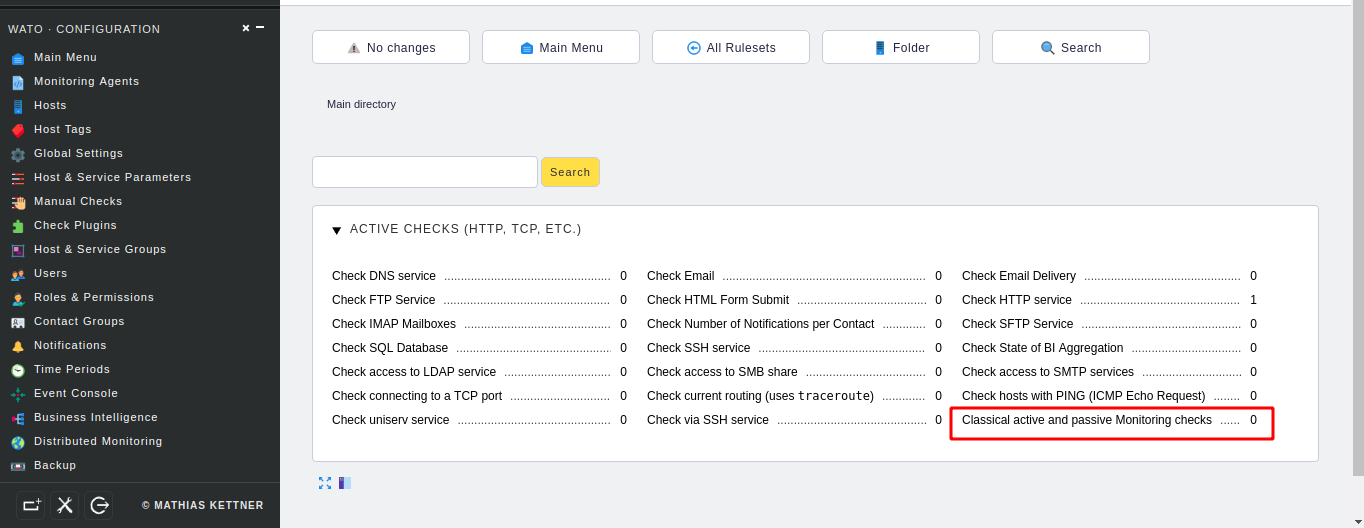 WATO · CONFIGURATION
Main Menu
Monitoring Agents
Hosts
Host Tags
Global Settings
Host & Service Parameters
Manual Checks
Check Plugins
Host & Service Groups
Users
Roles & Permissions
Contact Groups
Notifications
Time Periods
Event Console
Business Intelligence
Distributed Monitoring
Backup
© MATHIAS KETTNER
No changes Main Menu All Rulesets Folder Search
Main directory
Search
ACTIVE CHECKS (HTTP, TCP, ETC.)
Check DNS service 0 Check Email 0 Check Email Delivery 0
Check FTP Service 0 Check HTML Form Submit 0 Check HTTP service 1
Check IMAP Mailboxes 0 Check Number of Notifications per Contact 0 Check SFTP Service 0
Check SQL Database 0 Check SSH service 0 Check State of BI Aggregation 0
Check access to LDAP service 0 Check access to SMB share 0 Check access to SMTP services 0
Check connecting to a TCP port 0 Check current routing (uses traceroute) 0 Check hosts with PING (ICMP Echo Request) 0
Check uniserv service 0 Check via SSH service 0 Classical active and passive Monitoring checks 0